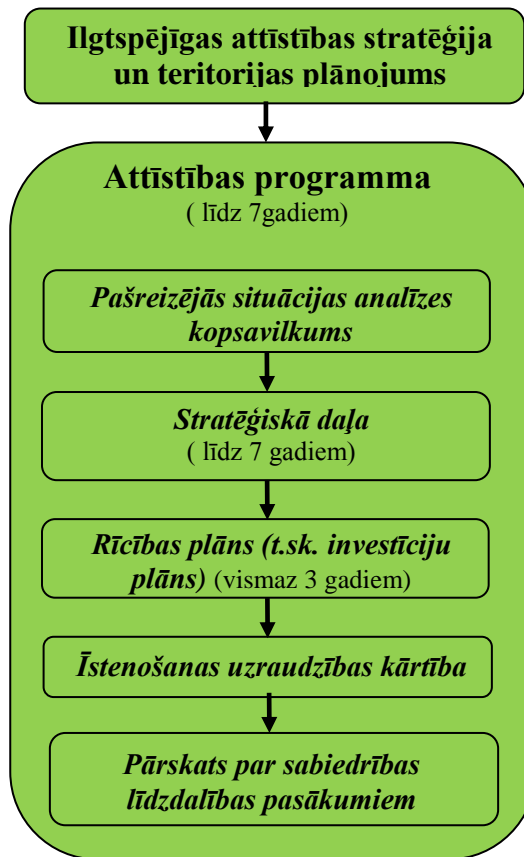 Ilgtspējīgas attīstības stratēģija
un teritorijas plānojums
Attīstības programma
( līdz 7gadiem)
Pašreizējās situācijas analīzes
kopsavilkums
Stratēģiskā daļa
( līdz 7 gadiem)
Rīcības plāns (t.sk. investīciju
plāns) (vismaz 3 gadiem)
Īstenošanas uzraudzības kārtība
Pārskats par sabiedrības
līdzdalības pasākumiem